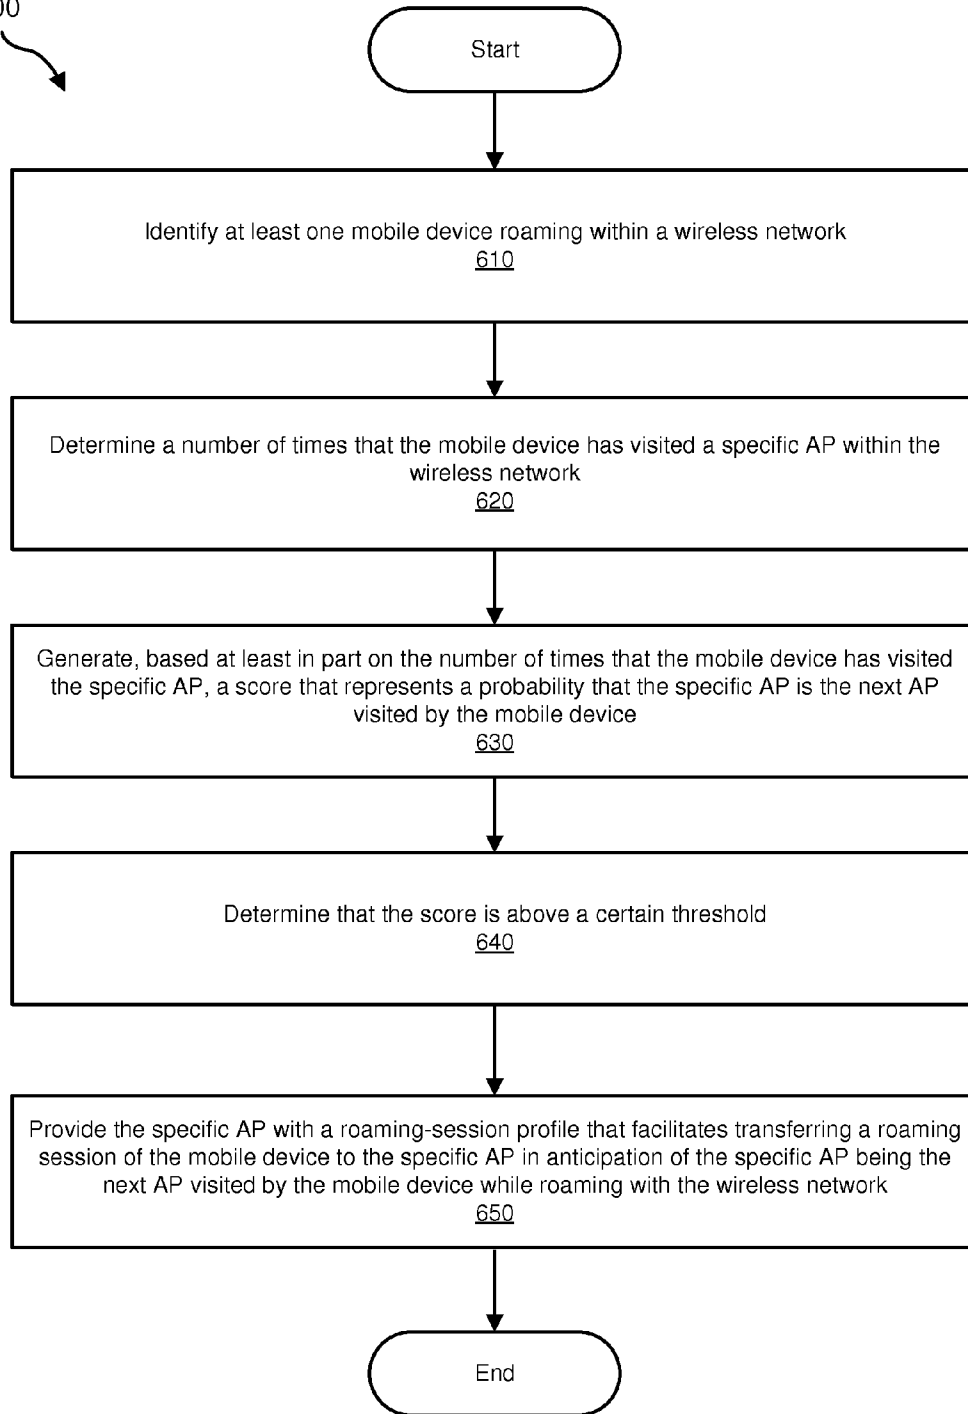 00
Start
Identify at least one mobile device roaming within a wireless network
610
Determine a number of times that the mobile device has visited a specific AP within the
wireless network
620
Generate, based at least in part on the number of times that the mobile device has visited
the specific AP, a score that represents a probability that the specific AP is the next AP
visited by the mobile device
630
Determine that the score is above a certain threshold
640
Provide the specific AP with a roaming-session profile that facilitates transferring a roaming
session of the mobile device to the specific AP in anticipation of the specific AP being the
next AP visited by the mobile device while roaming with the wireless network
650
End